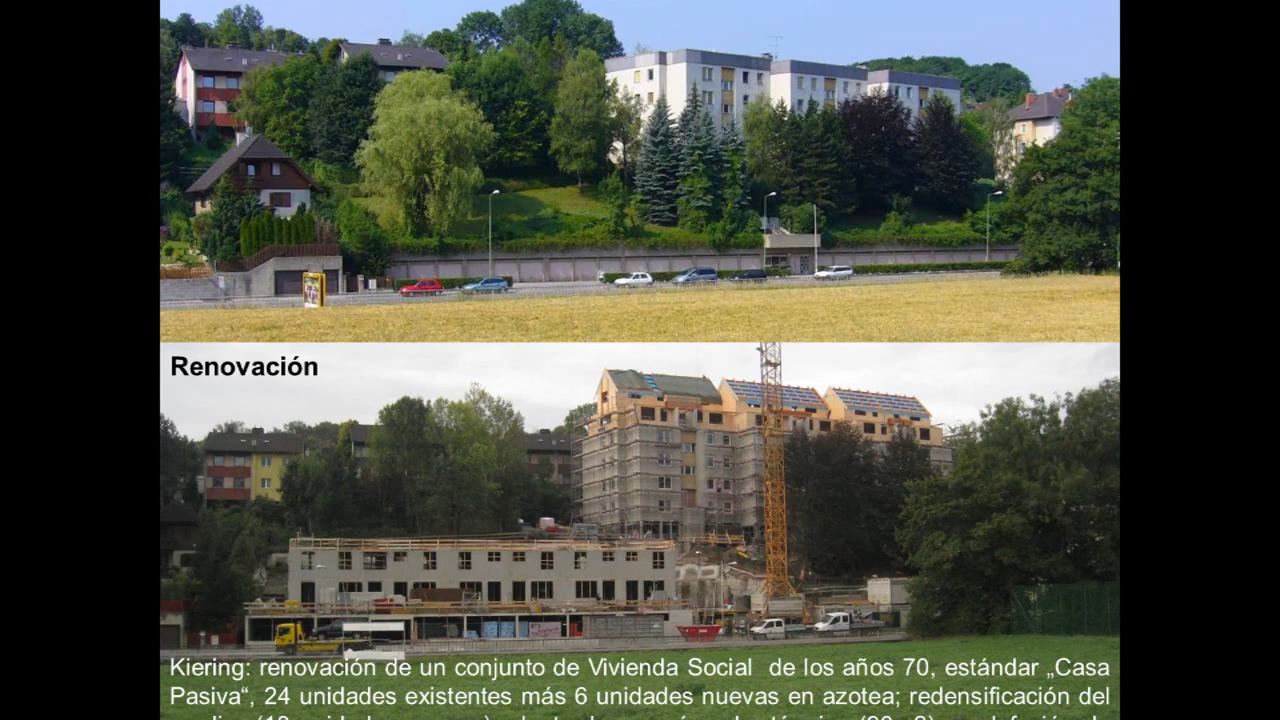 Renovación
Kiering: renovación de un conjunto de Vivienda Social de los años 70, estándar „Casa
Pasiva“, 24 unidades existentes más 6 unidades nuevas en azotea; redensificación del